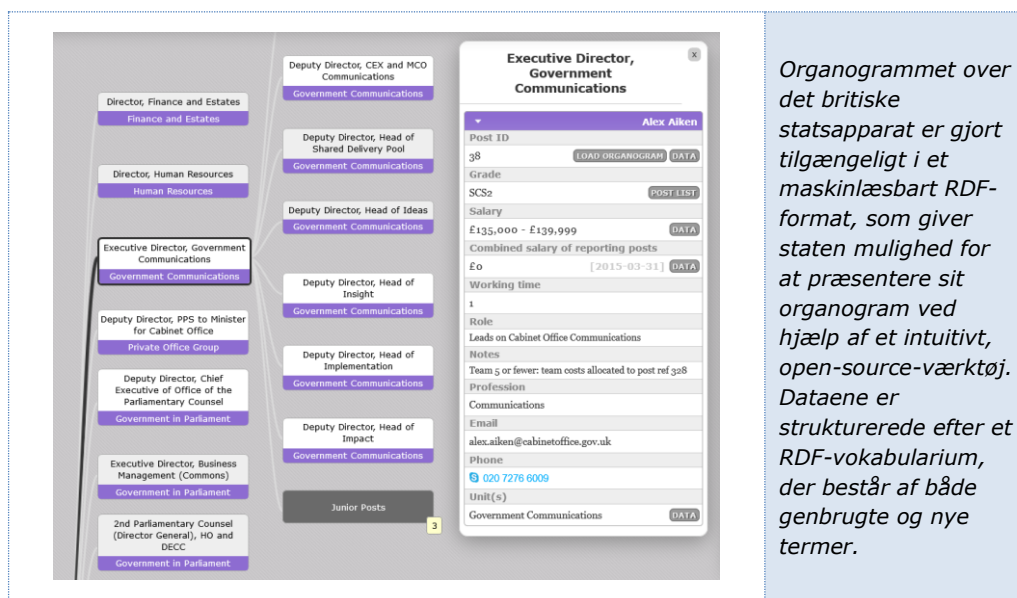 Director, Finance and Estates
Finance and Estates
Director, Human Resources
Human Resources
Executive Director, Government
Communications
Government Communications
Deputy Director, PPS to Minister
for Cabinet Office
Private Office Group
Deputy Director, Chief
Executive of Office of the
Parliamentary Counsel
Government in Parliament
Executive Director, Business
Management (Commons)
Government in Parliament
2nd Parliamentary Counsel
(Director General), HO and
DECC
Government in Parliament
Deputy Director, CEX and MCO
Communications
Government Communications
Deputy Director, Head of
Shared Delivery Pool
Government Communications
Deputy Director, Head of Ideas
Government Communications
Deputy Director, Head of
Insight
Government Communications
Deputy Director, Head of
Implementation
Government Communications
Deputy Director, Head of
Impact
Government Communications
Junior Posts
3
Executive Director,
Government
Communications
x
Alex Aiken
Post ID
38 LOAD ORGANOGRAM DATA
Grade
SCS2 POST LIST
Salary
£135,000 - £139,999 DATA
Combined salary of reporting posts
£0 [2015-03-31] DATA
Working time
1
Role
Leads on Cabinet Office Communications
Notes
Team 5 or fewer: team costs allocated to post ref 328
Profession
Communications
Email
alex.aiken@cabinetoffice.gov.uk
Phone
020 7276 6009
Unit(s)
Government Communications DATA
Organogrammet over
det britiske
statsapparat er gjort
tilgængeligt i et
maskinlæsbart RDF-
format, som giver
staten mulighed for
at præsentere sit
organogram ved
hjælp af et intuitivt,
open-source-værktøj.
Dataene er
strukturerede efter et
RDF-vokabularium,
der består af både
genbrugte og nye
termer.